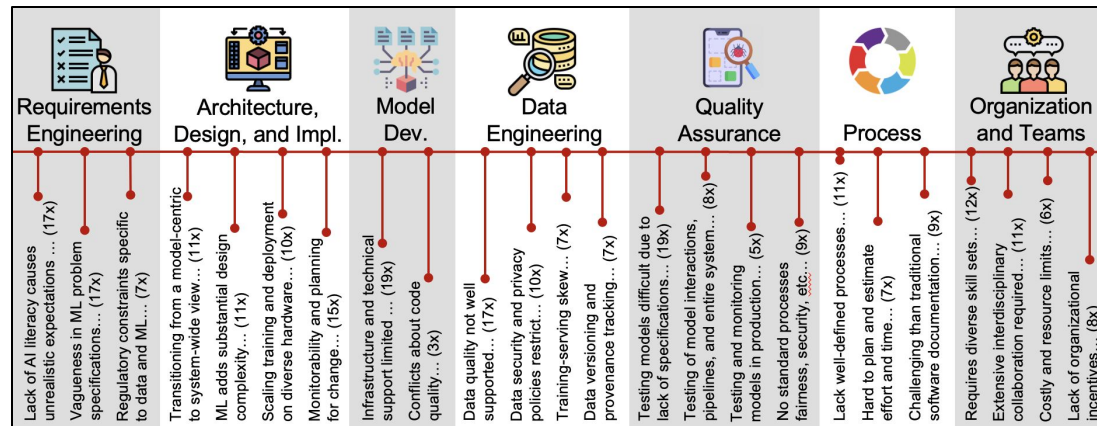 Requirements
Engineering
Architecture,
Design, and Impl.
Model
Dev.
Data
Engineering
Quality
Assurance
Process
Organization
and Teams
Lack of AI literacy causes
unrealistic expectations ... (17x)
Vagueness in ML problem
specifications... (17x)
Regulatory constraints specific
to data and ML... (7x)
Transitioning from a model-centric
to system-wide view... (11x)
ML adds substantial design
complexity... (11x)
Scaling training and deployment
on diverse hardware... (10x)
Monitorability and planning
for change... (15x)
Infrastructure and technical
support limited ... (19x)
Conflicts about code
quality... (3x)
Data quality not well
supported... (17x)
Data security and privacy
policies restrict... (10x)
Training-serving skew... (7x)
Data versioning and
provenance tracking... (7x)
Testing models difficult due to
lack of specifications... (19x)
Testing of model interactions,
pipelines, and entire system... (8x)
Testing and monitoring
models in production... (5x)
No standard processes
fairness, security, etc... (9x)
Lack well-defined processes... (11x)
Hard to plan and estimate
effort and time... (7x)
Challenging than traditional
software documentation... (9x)
Requires diverse skill sets... (12x)
Extensive interdisciplinary
collaboration required... (11x)
Costly and resource limits... (6x)
Lack of organizational
incentives... (8x)